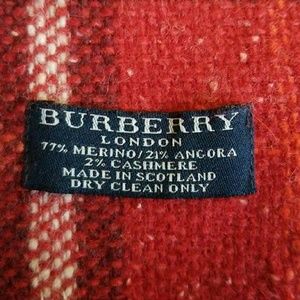 BURBERRY
LONDON
77% MERINO/21% ANGORA
2% CASHMERE
MADE IN SCOTLAND
DRY CLEAN ONLY